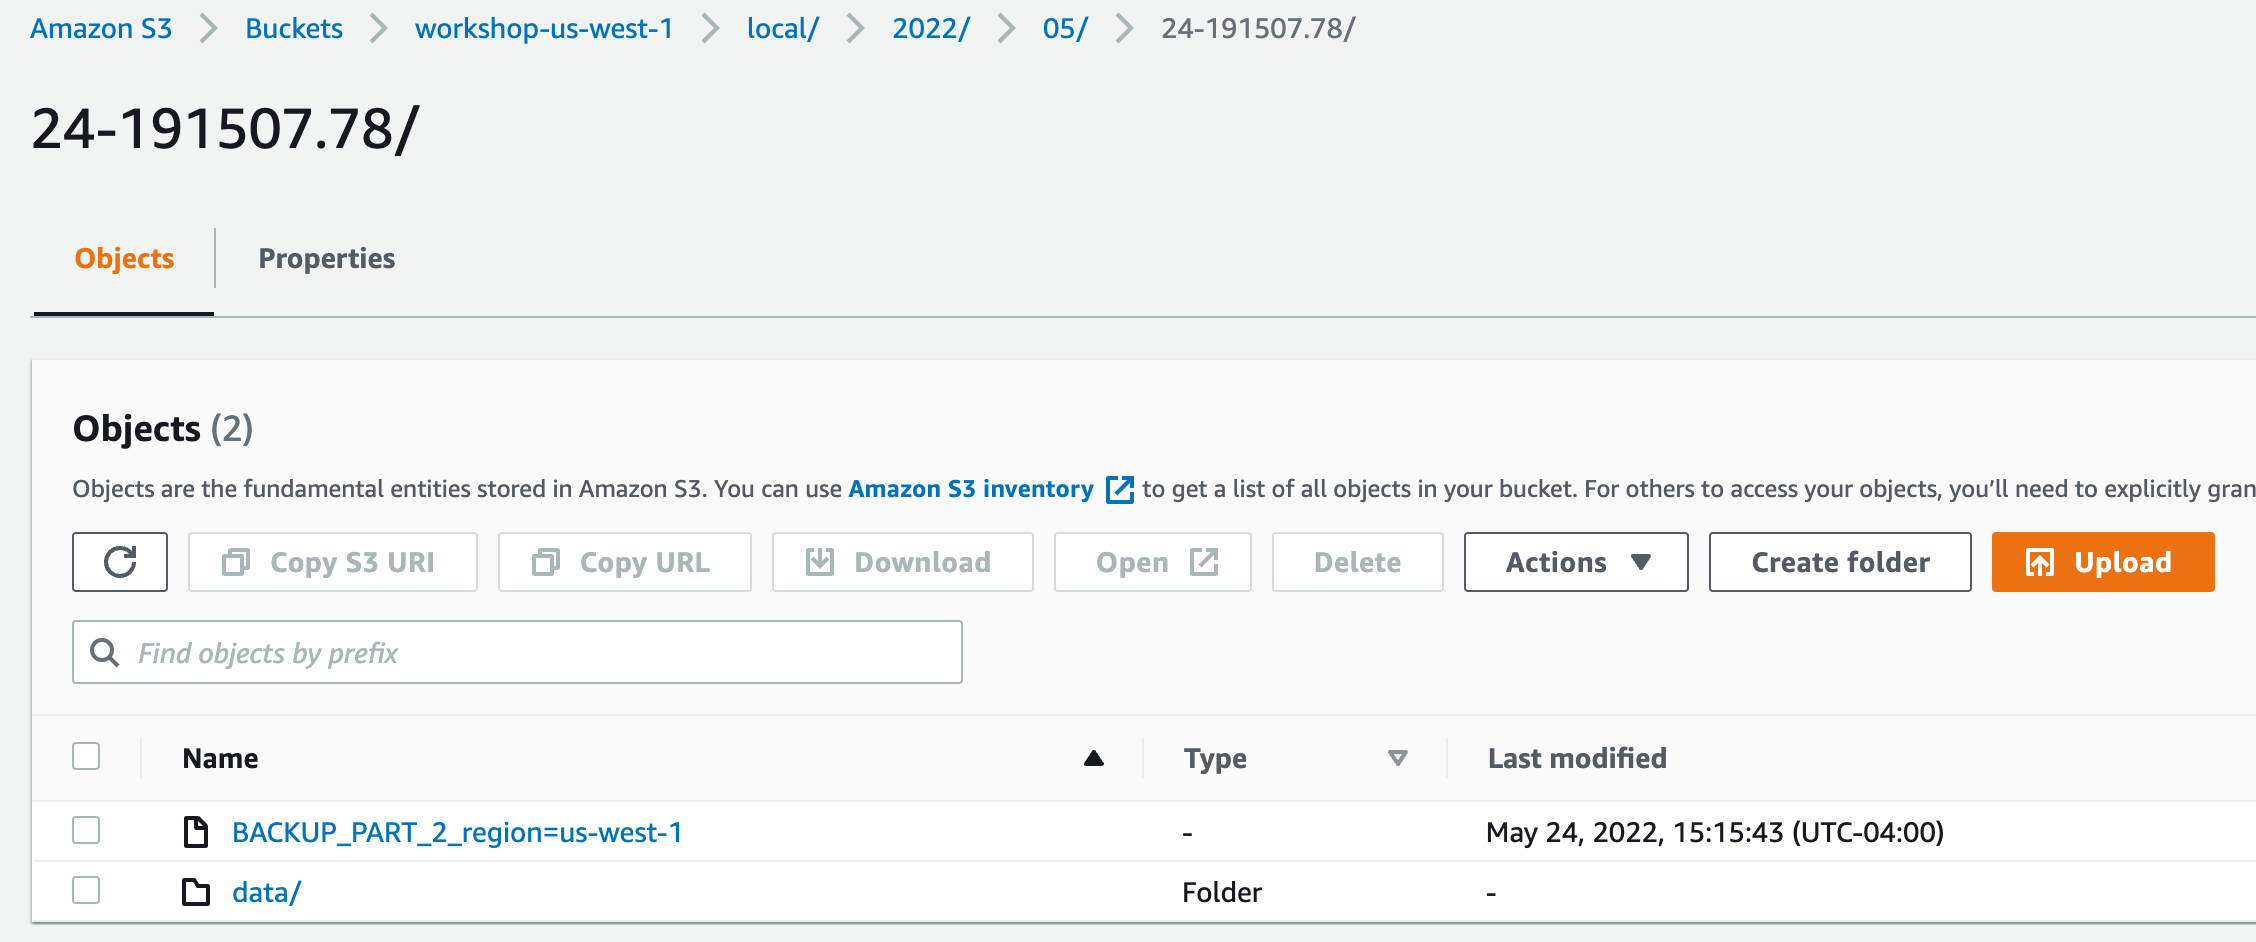 Amazon S3 Buckets workshop-us-west-1 local/ 2022/ 05/ 24-191507.78/
24-191507.78/
Objects Properties
Objects (2)
Objects are the fundamental entities stored in Amazon S3. You can use Amazon S3 inventory to get a list of all objects in your bucket. For others to access your objects, you'll need to explicitly gran
Copy S3 URI Copy URL Download Open Delete Actions Create folder Upload
Find objects by prefix
Name Type Last modified
BACKUP_PART_2_region=us-west-1 - May 24, 2022, 15:15:43 (UTC-04:00)
data/ Folder -